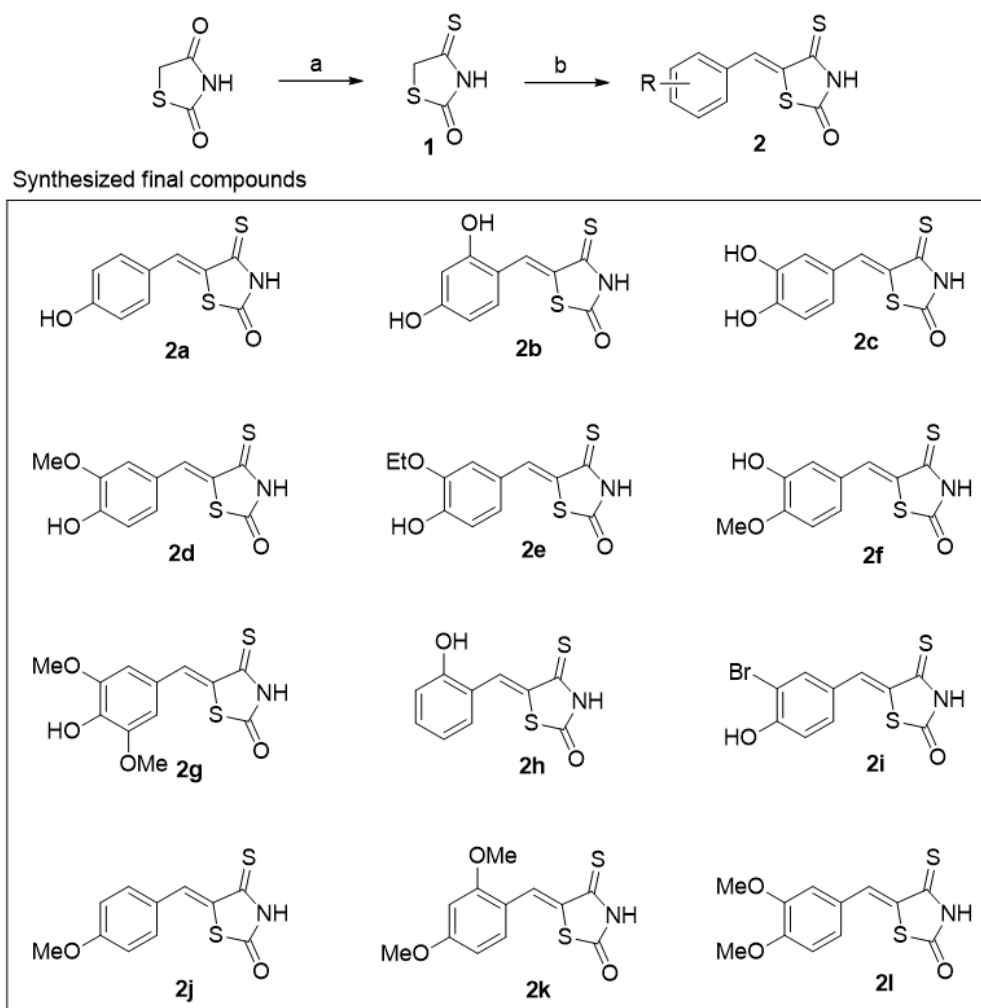 O S
a b
NH NH R NH
S S S
O O O
1 2
Synthesized final compounds
S OH S S
HO
NH NH NH
HO S HO S HO S
O O O
2a 2b 2c
S S S
MeO EtO HO
NH NH NH
HO S HO S MeO S
O O O
2d 2e 2f
S OH S S
MeO Br
NH NH NH
HO S S HO S
O O O
OMe 2g 2h 2i
S OMe S S
MeO
NH NH NH
MeO S MeO S MeO S
O O O
2j 2k 2l